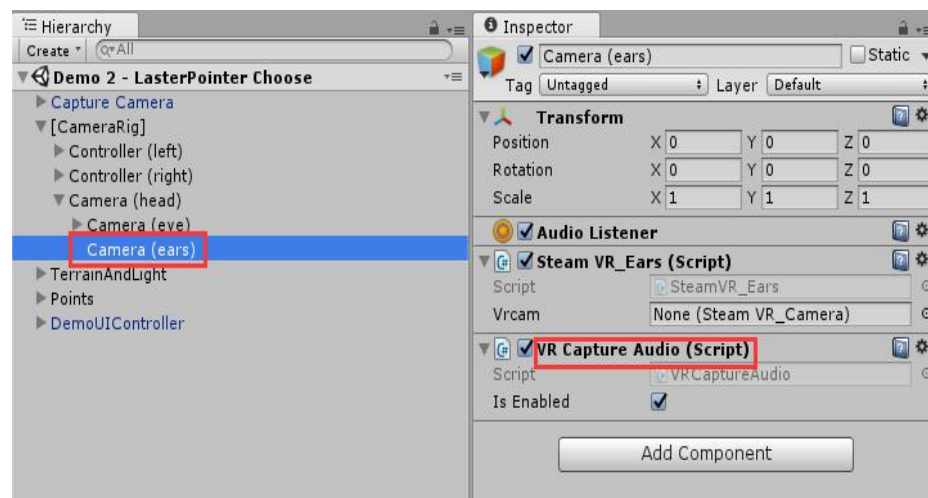 Hierarchy
Create
All
Demo 2 - LasterPointer Choose
Capture Camera
[CameraRig]
Controller (left)
Controller (right)
Camera (head)
Camera (eye)
Camera (ears)
TerrainAndLight
Points
DemoUIController
Inspector
Camera (ears)
Static
Tag Untagged Layer Default
Transform
Position X 0 Y 0 Z 0
Rotation X 0 Y 0 Z 0
Scale X 1 Y 1 Z 1
Audio Listener
Steam VR_Ears (Script)
Script SteamVR_Ears
Vrcam None (Steam VR_Camera)
VR Capture Audio (Script)
Script VRCaptureAudio
Is Enabled
Add Component